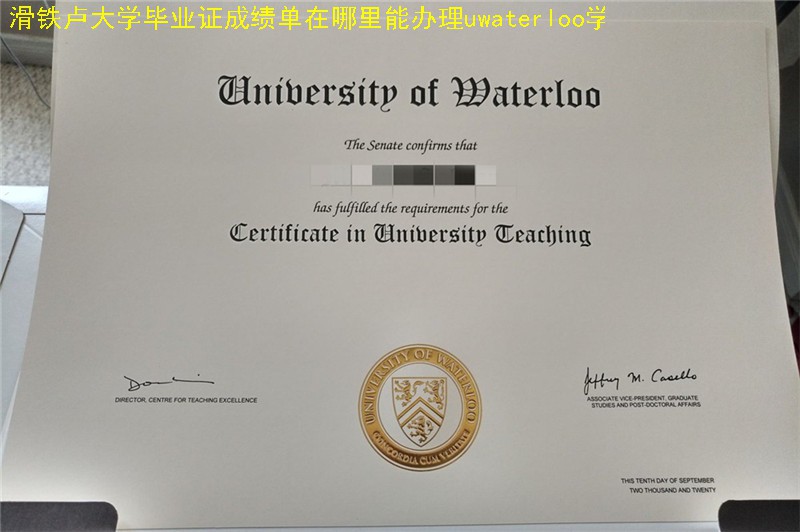 滑铁卢大学毕业证成绩单在哪里能办理uwaterloo学
University of Waterloo
The Senate confirms that
has fulfilled the requirements for the
Certificate in University Teaching
UNIVERSITY OF WATERLOO
CONCORDIA CUM VERITATE
DIRECTOR, CENTRE FOR TEACHING EXCELLENCE
Jeffrey M. Casello
ASSOCIATE VICE-PRESIDENT, GRADUATE
STUDIES AND POST-DOCTORAL AFFAIRS
THIS TENTH DAY OF SEPTEMBER
TWO THOUSAND AND TWENTY